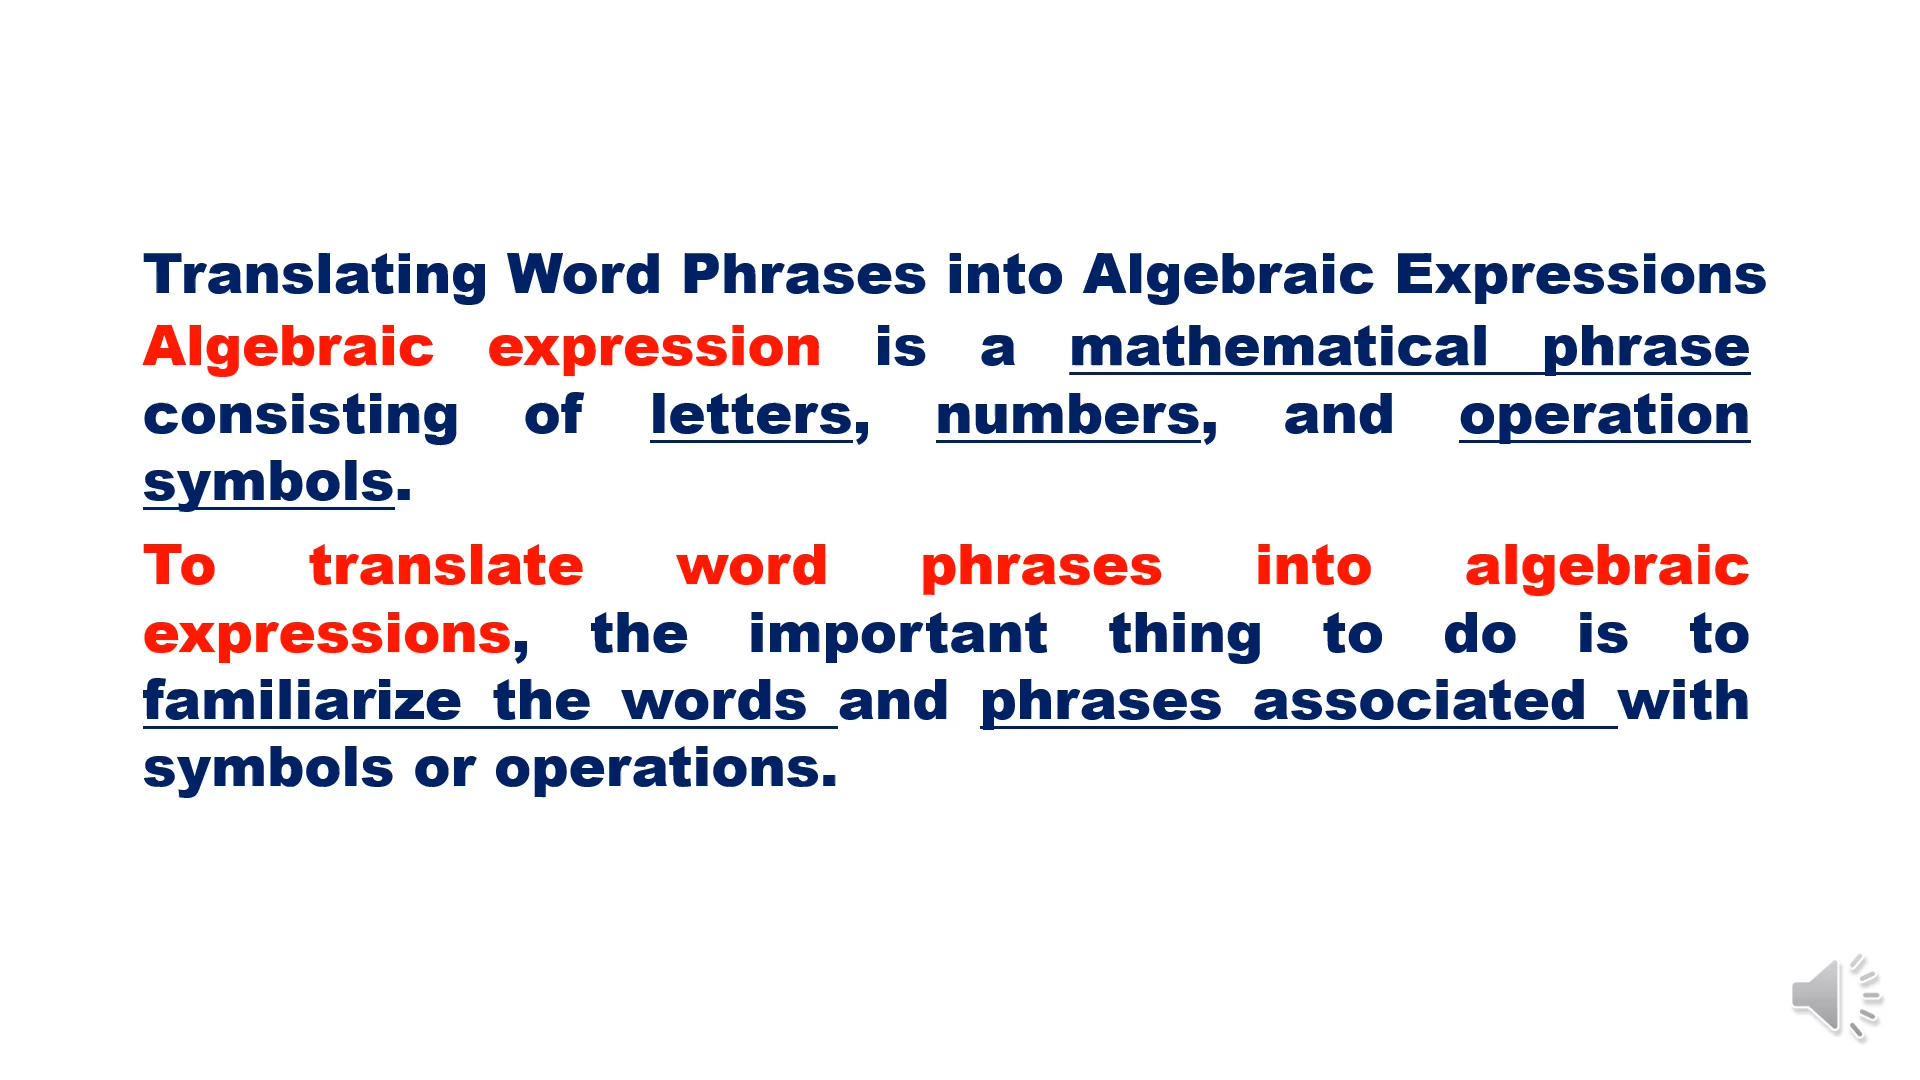 Translating Word Phrases into Algebraic Expressions
Algebraic expression is a mathematical phrase
consisting of letters, numbers, and operation
symbols.
To translate word phrases into algebraic
expressions, the important thing to do is to
familiarize the words and phrases associated with
symbols or operations.